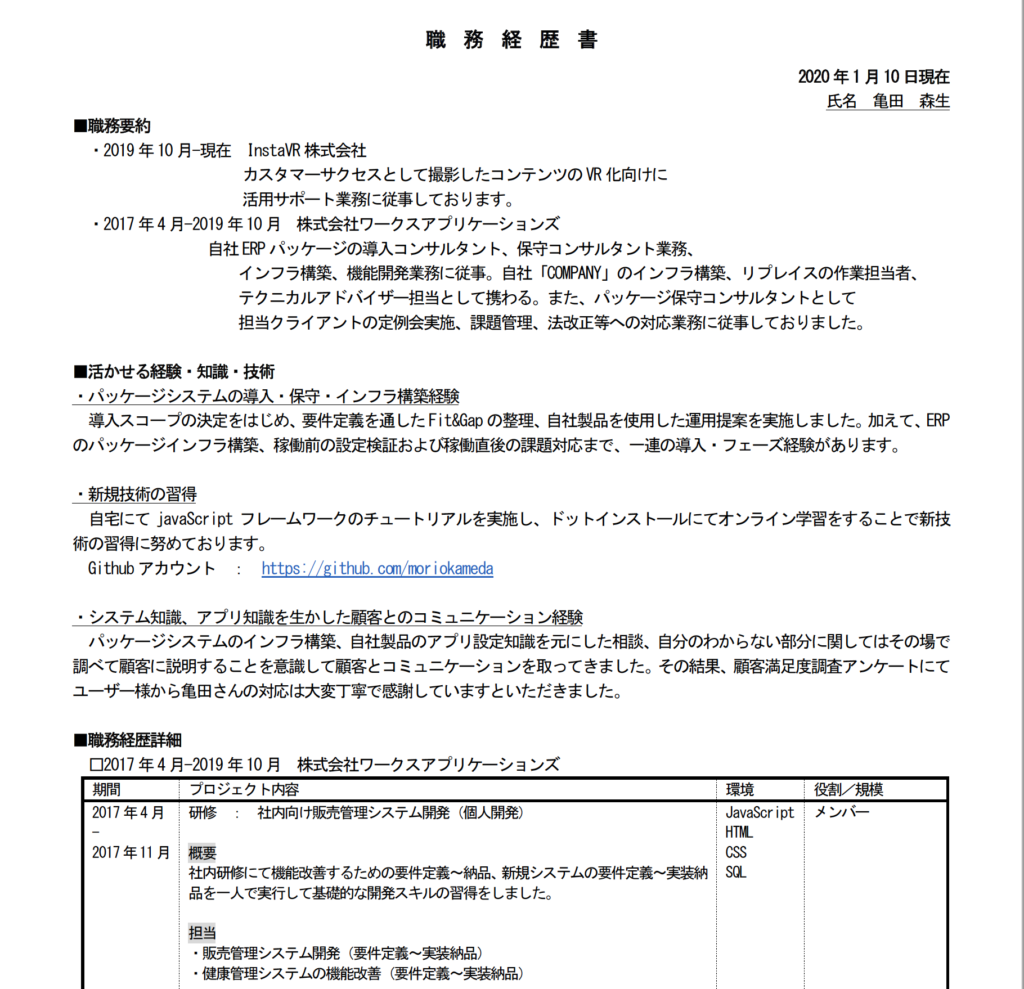 職 務 経 歴 書
2020 年 1 月 10 日現在
氏名　亀田　森生
■職務要約
・2019 年 10 月-現在　InstaVR 株式会社
カスタマーサクセスとして撮影したコンテンツの VR 化向けに
活用サポート業務に従事しております。
・2017 年 4 月-2019 年 10 月　株式会社ワークスアプリケーションズ
自社 ERP パッケージの導入コンサルタント、保守コンサルタント業務、
インフラ構築、機能開発業務に従事。自社「COMPANY」のインフラ構築、リプレイスの作業担当者、
テクニカルアドバイザー担当として携わる。また、パッケージ保守コンサルタントとして
担当クライアントの定例会実施、課題管理、法改正等への対応業務に従事しておりました。
■活かせる経験・知識・技術
・パッケージシステムの導入・保守・インフラ構築経験
導入スコープの決定をはじめ、要件定義を通した Fit&Gap の整理、自社製品を使用した運用提案を実施しました。加えて、ERP
のパッケージインフラ構築、稼働前の設定検証および稼働直後の課題対応まで、一連の導入・フェーズ経験があります。
・新規技術の習得
自宅にて javaScript フレームワークのチュートリアルを実施し、ドットインストールにてオンライン学習をすることで新技
術の習得に努めております。
Github アカウント　：　https://github.com/moriokameda
・システム知識、アプリ知識を生かした顧客とのコミュニケーション経験
パッケージシステムのインフラ構築、自社製品のアプリ設定知識を元にした相談、自分のわからない部分に関してはその場で
調べて顧客に説明することを意識して顧客とコミュニケーションを取ってきました。その結果、顧客満足度調査アンケートにて
ユーザー様から亀田さんの対応は大変丁寧で感謝していますといただきました。
■職務経歴詳細
□2017 年 4 月-2019 年 10 月　株式会社ワークスアプリケーションズ
期間　プロジェクト内容　環境　役割／規模
2017 年 4 月　研修　：　社内向け販売管理システム開発（個人開発）　JavaScript　メンバー
-　HTML
2017 年 11 月　概要　CSS
社内研修にて機能改善するための要件定義～納品、新規システムの要件定義～実装納　SQL
品を一人で実行して基礎的な開発スキルの習得をしました。
担当
・販売管理システム開発（要件定義～実装納品）
・健康管理システムの機能改善（要件定義～実装納品）